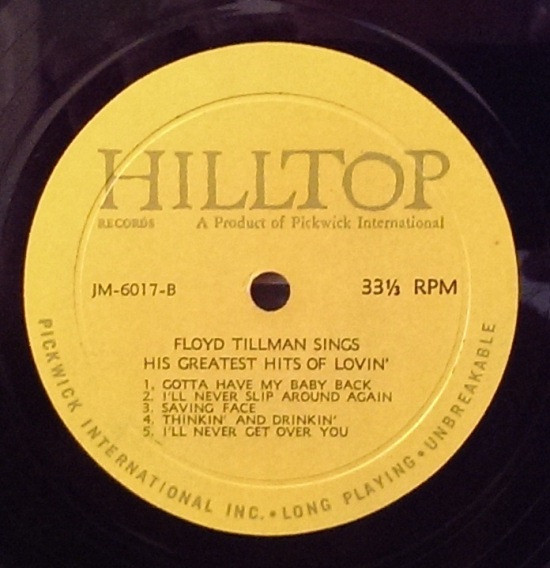 HILLTOP
RECORDS A Product of Pickwick International
JM-6017-B 33⅓ RPM
FLOYD TILLMAN SINGS
HIS GREATEST HITS OF LOVIN'
1. GOTTA HAVE MY BABY BACK
2. I'LL NEVER SLIP AROUND AGAIN
3. SAVING FACE
4. THINKIN' AND DRINKIN'
5. I'LL NEVER GET OVER YOU
PICKWICK INTERNATIONAL INC. • LONG PLAYING • UNBREAKABLE